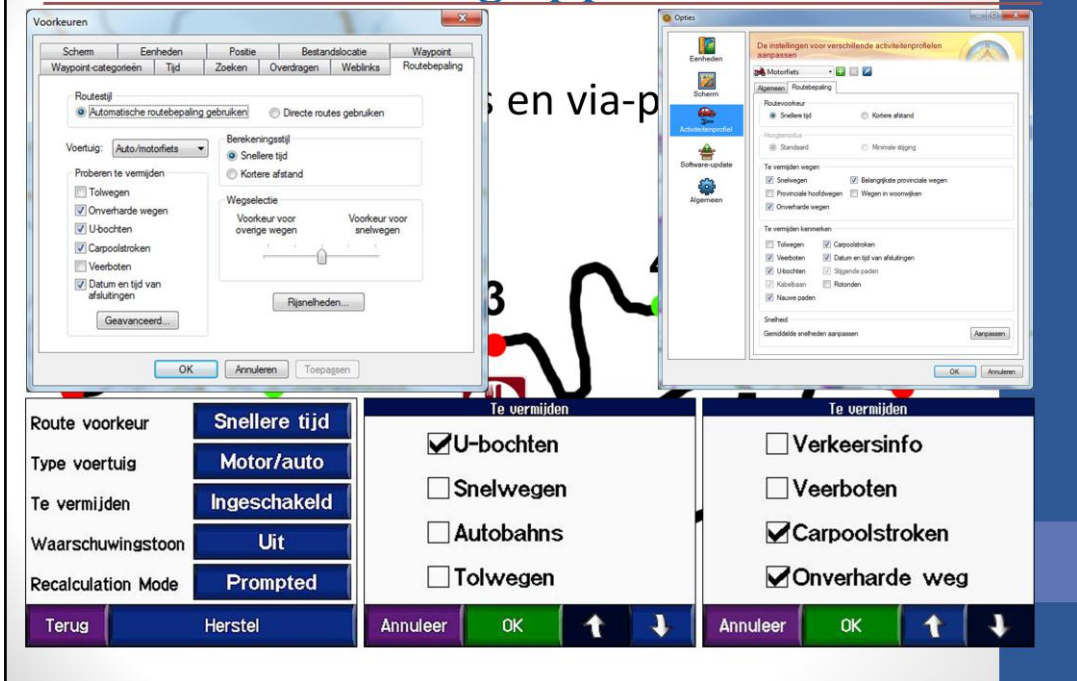 Voorkeuren
Scherm Eenheden Positie Bestandslocatie Waypoint
Waypoint-categorieën Tijd Zoeken Overdragen Weblinks Routebepaling
Routestijl
Automatische routebepaling gebruiken Directe routes gebruiken
Voertuig: Auto/motorfiets
Berekeningsstijl
Snellere tijd
Kortere afstand
Proberen te vermijden
Tolwegen
Onverharde wegen
U-bochten
Carpoolstroken
Veerboten
Datum en tijd van
afsluitingen
Geavanceerd...
Wegselectie
Voorkeur voor Voorkeur voor
overige wegen snelwegen
Rijsnelheden...
OK Annuleren Toepassen
en via-p
3
Opties
Eenheden
Scherm
Activiteitenprofiel
Software-update
Algemeen
De instellingen voor verschillende activiteitenprofielen
aanpassen
Motorfiets
Algemeen Routebepaling
Routevoorkeur
Snellere tijd Kortere afstand
Hoogtemodus
Standaard Minimale stijging
Te vermijden wegen
Snelwegen Belangrijkste provinciale wegen
Provinciale hoofdwegen Wegen in woonwijken
Onverharde wegen
Te vermijden kenmerken
Tolwegen Carpoolstroken
Veerboten Datum en tijd van afsluitingen
U-bochten Stijgende paden
Kabelbaan Rotonden
Nauwe paden
Snelheid
Gemiddelde snelheden aanpassen Aanpassen
OK Annuleren
Route voorkeur Snellere tijd
Type voertuig Motor/auto
Te vermijden Ingeschakeld
Waarschuwingstoon Uit
Recalculation Mode Prompted
Terug Herstel
Te vermijden
U-bochten
Snelwegen
Autobahns
Tolwegen
Annuleer OK
Te vermijden
Verkeersinfo
Veerboten
Carpoolstroken
Onverharde weg
Annuleer OK